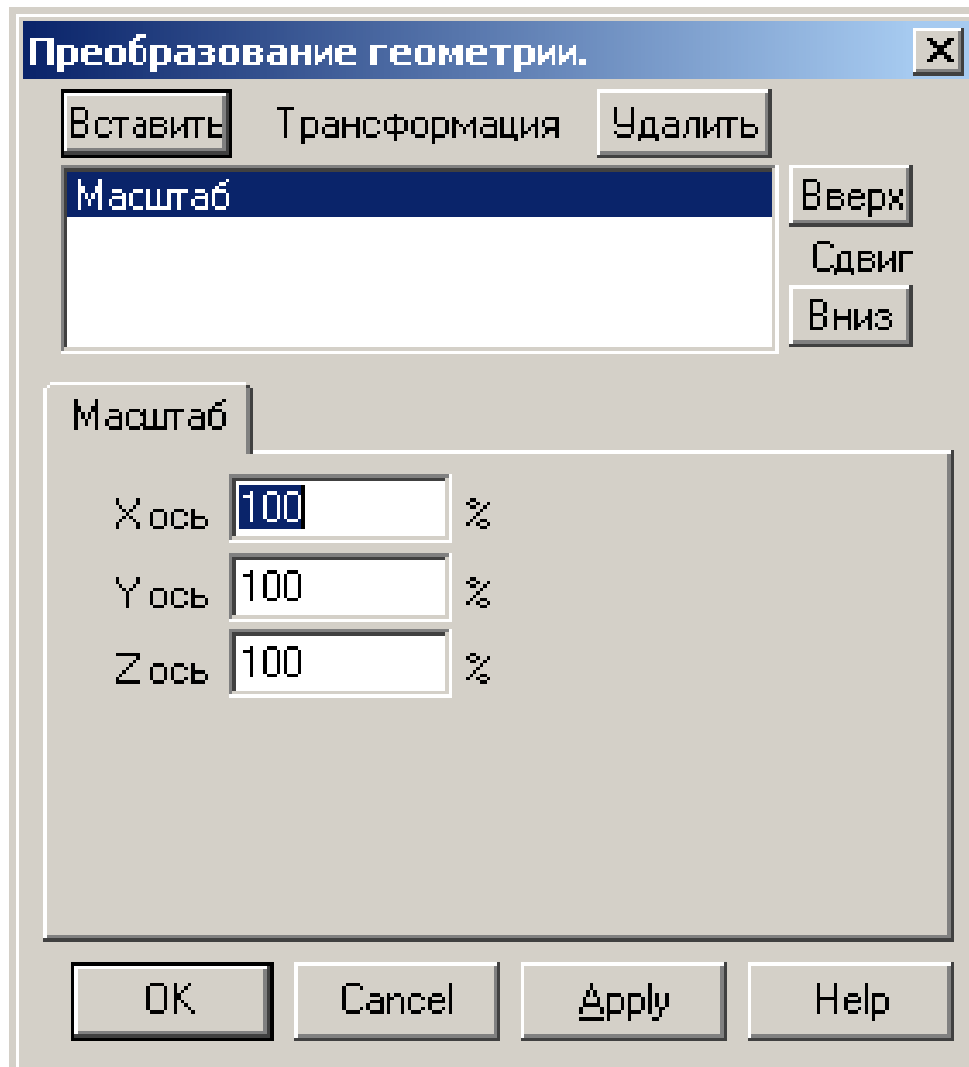 Преобразование геометрии.
Вставить Трансформация Удалить
Масштаб
Вверх
Сдвиг
Вниз
Масштаб
X ось 100 %
Y ось 100 %
Z ось 100 %
OK Cancel Apply Help